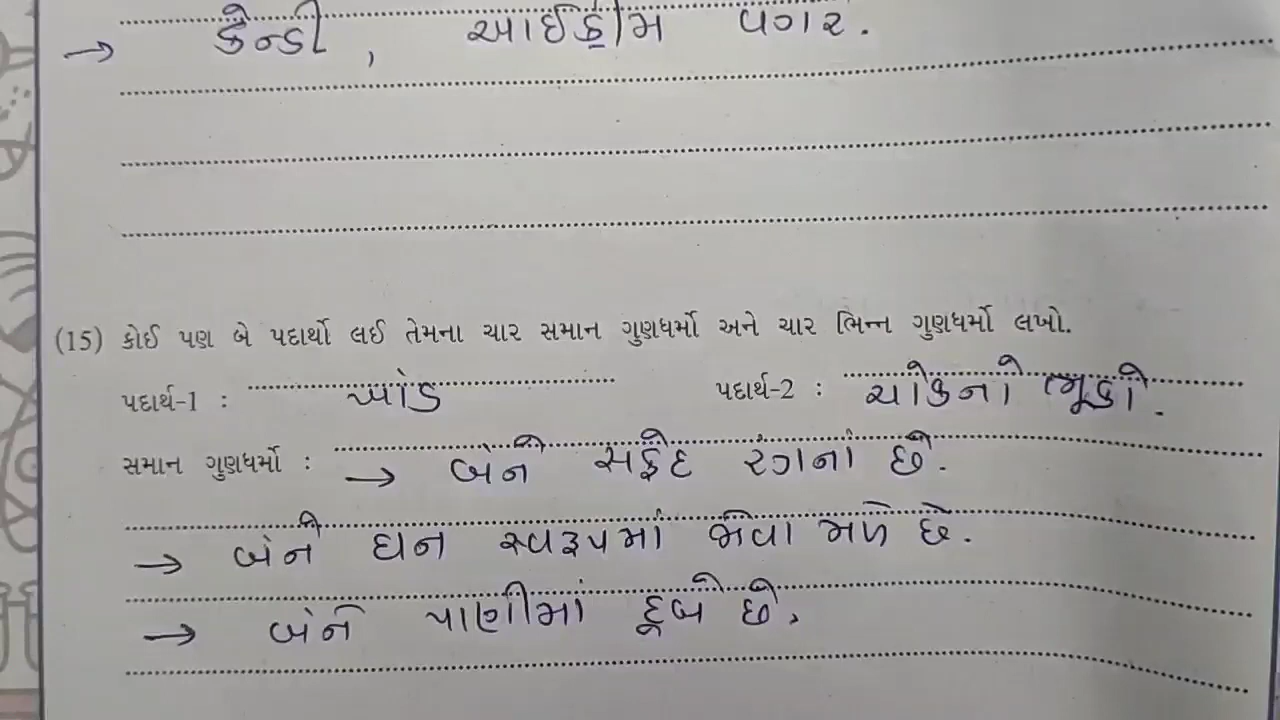 → કેન્ડી, આઈક્રીમ વગર.
(15) કોઈ પણ બે પદાર્થો લઈ તેમના ચાર સમાન ગુણધર્મો અને ચાર ભિન્ન ગુણધર્મો લખો.
પદાર્થ-1 : ખાંડ પદાર્થ-2 : ચોકનો ભૂકો.
સમાન ગુણધર્મો : → બંને સફેદ રંગનાં છે.
→ બંને ઘન સ્વરૂપમાં જોવા મળે છે.
→ બંને પાણીમાં ડૂબે છે,